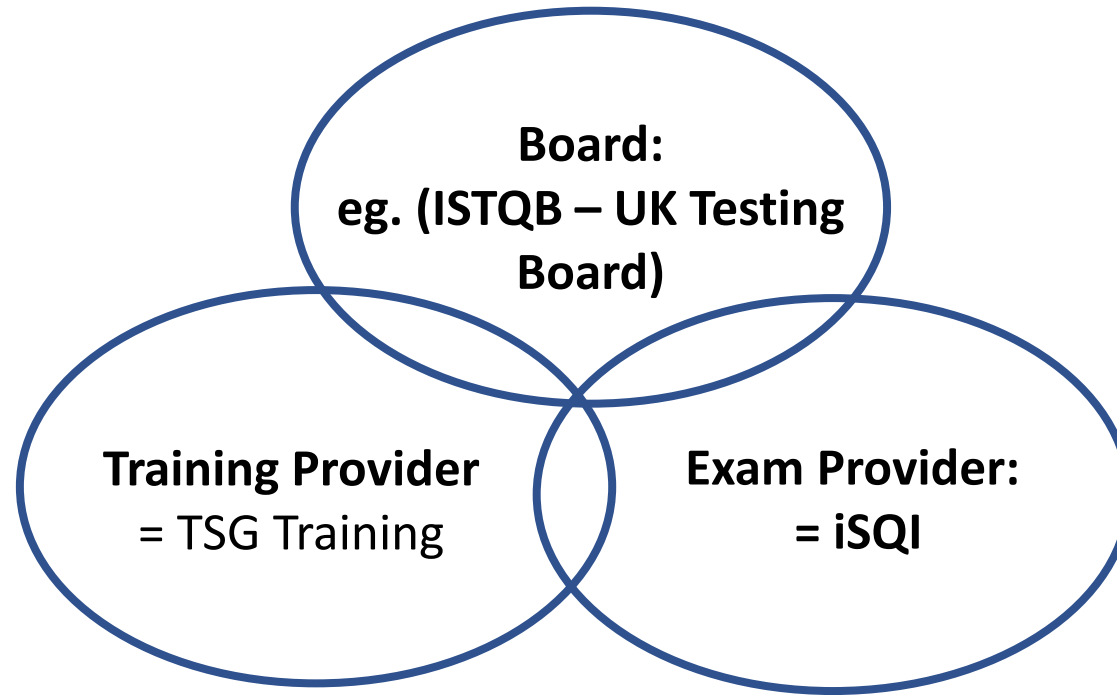 Board:
eg. (ISTQB – UK Testing
Board)
Training Provider
= TSG Training
Exam Provider:
= iSQI